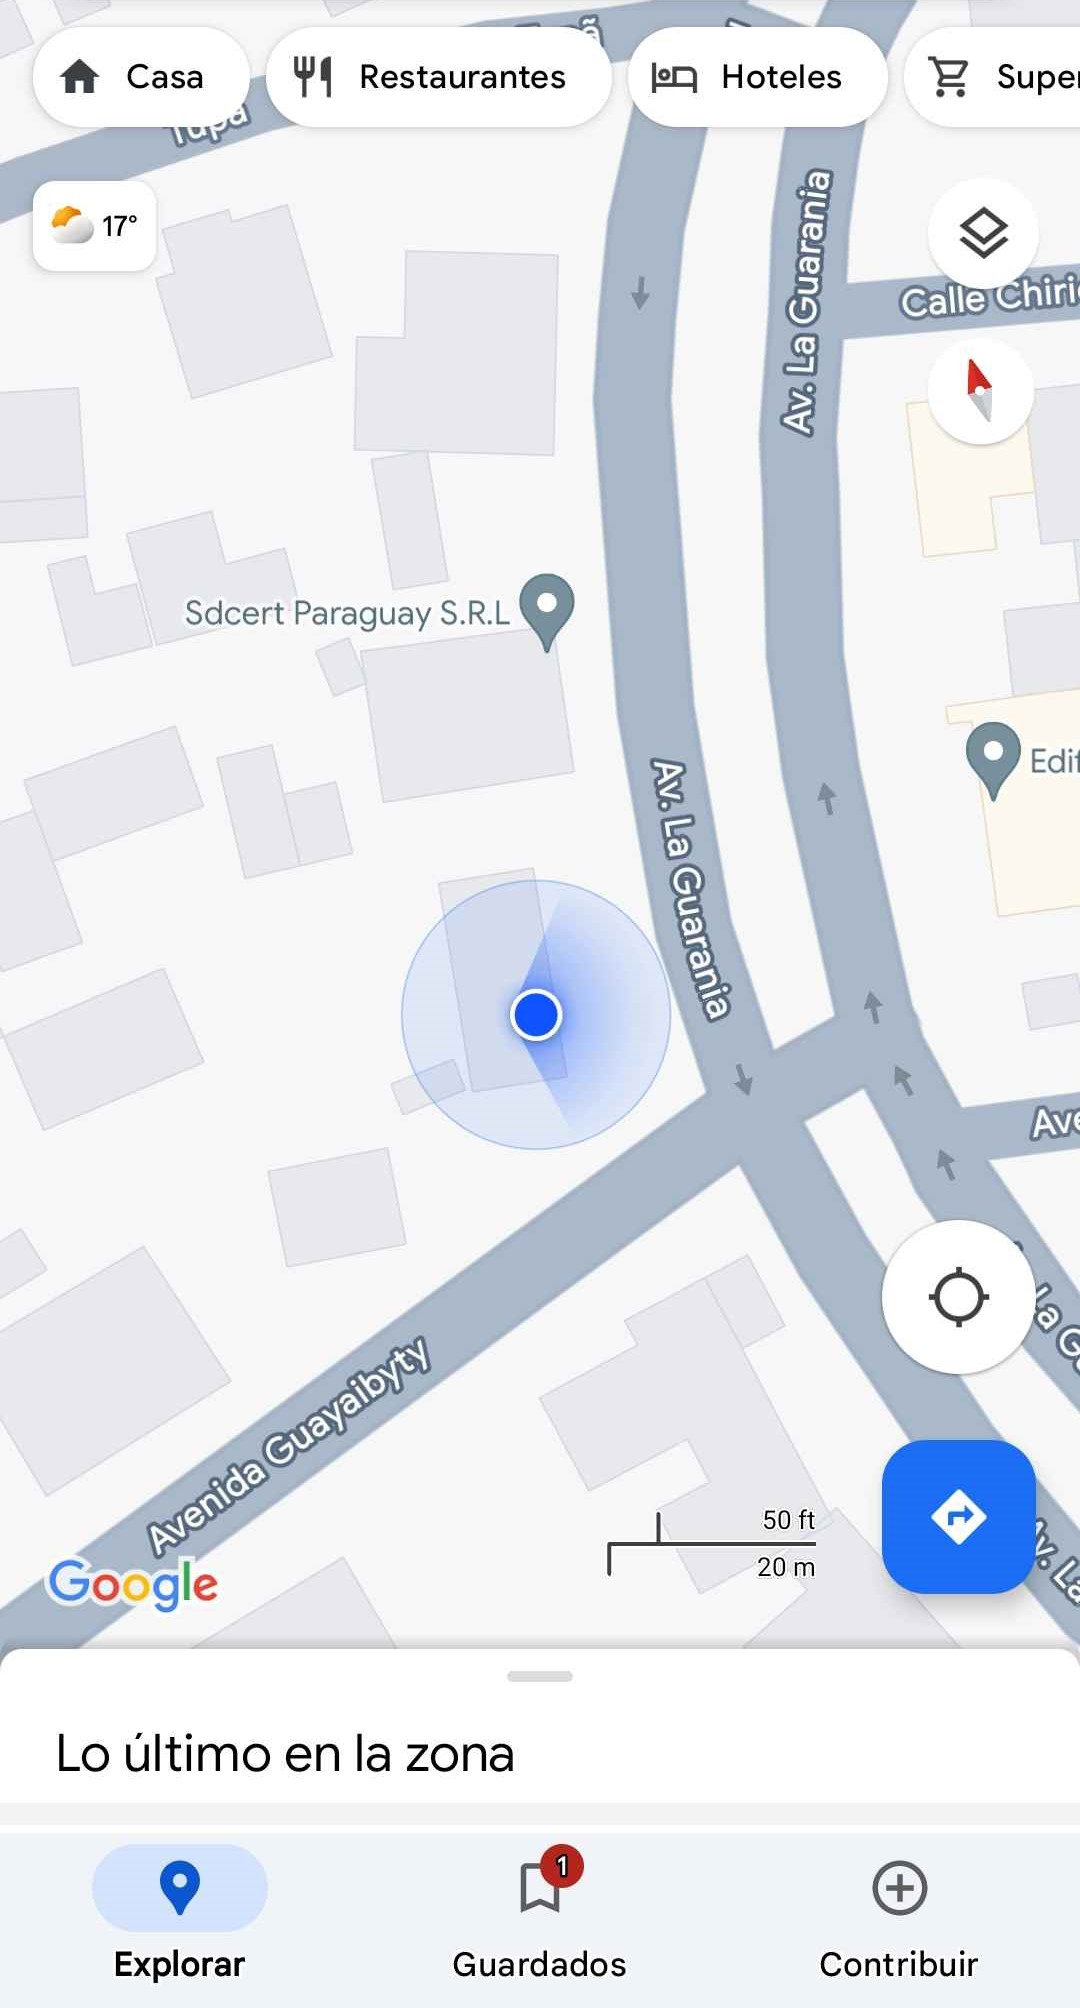 Casa
Restaurantes
Hoteles
Tupã
17°
Av. La Guarania
Calle
Sdcert Paraguay S.R.L
Av. La Guarania
Avenida Guayaibyty
50 ft
20 m
Google
Lo último en la zona
1
Explorar
Guardados
Contribuir